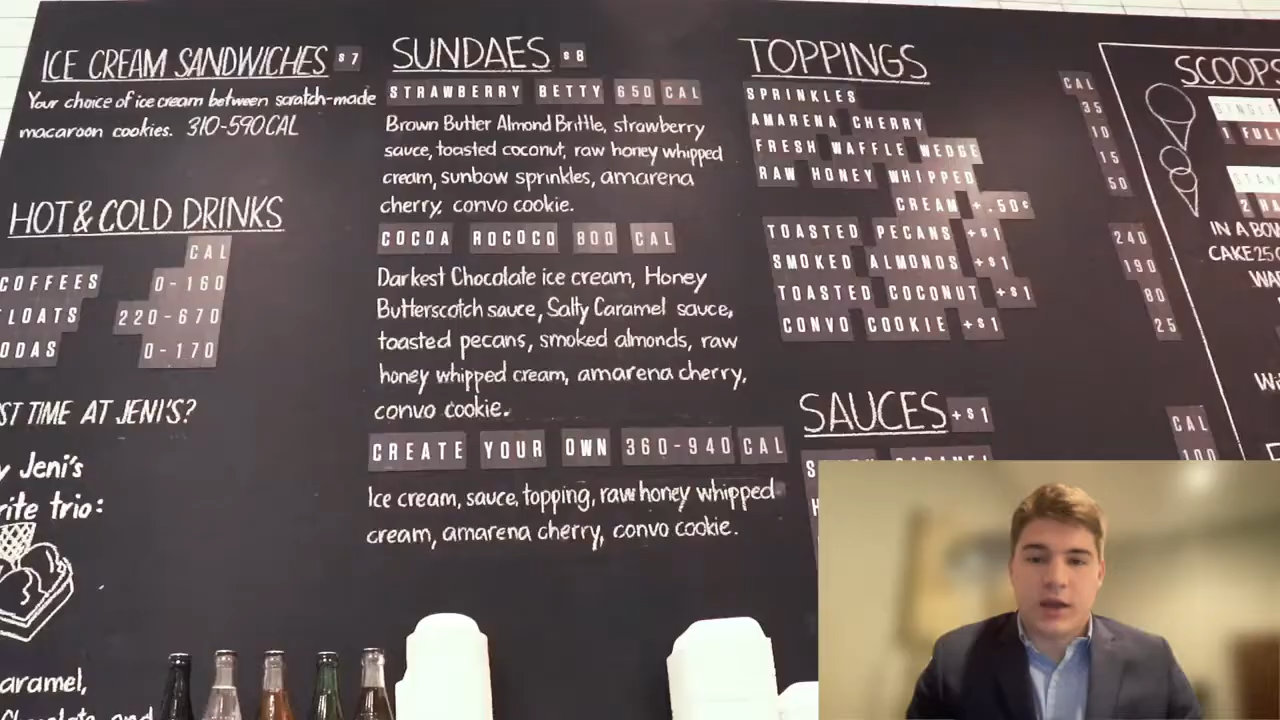 ICE CREAM SANDWICHES $7
Your choice of ice cream between scratch-made
macaroon cookies. 310-590CAL
HOT & COLD DRINKS
CAL
COFFEES 0-160
LOATS 220-670
ODAS 0-170
ST TIME AT JENI'S?
y Jeni's
rite trio:
aramel,
SUNDAES $8
STRAWBERRY BETTY 650 CAL
Brown Butter Almond Brittle, strawberry
sauce, toasted coconut, raw honey whipped
cream, sunbow sprinkles, amarena
cherry, convo cookie.
COCOA ROCOCO 800 CAL
Darkest Chocolate ice cream, Honey
Butterscotch sauce, Salty Caramel sauce,
toasted pecans, smoked almonds, raw
honey whipped cream, amarena cherry,
convo cookie.
CREATE YOUR OWN 360-940 CAL
Ice cream, sauce, topping, raw honey whipped
cream, amarena cherry, convo cookie.
TOPPINGS
CAL
SPRINKLES 35
AMARENA CHERRY 10
FRESH WAFFLE WEDGE 15
RAW HONEY WHIPPED 50
CREAM +.50¢
TOASTED PECANS +$1 240
SMOKED ALMONDS +$1 190
TOASTED COCONUT +$1 80
CONVO COOKIE +$1 25
SAUCES +$1
CAL
100
SCOOPS
1 FULL
IN A BOW